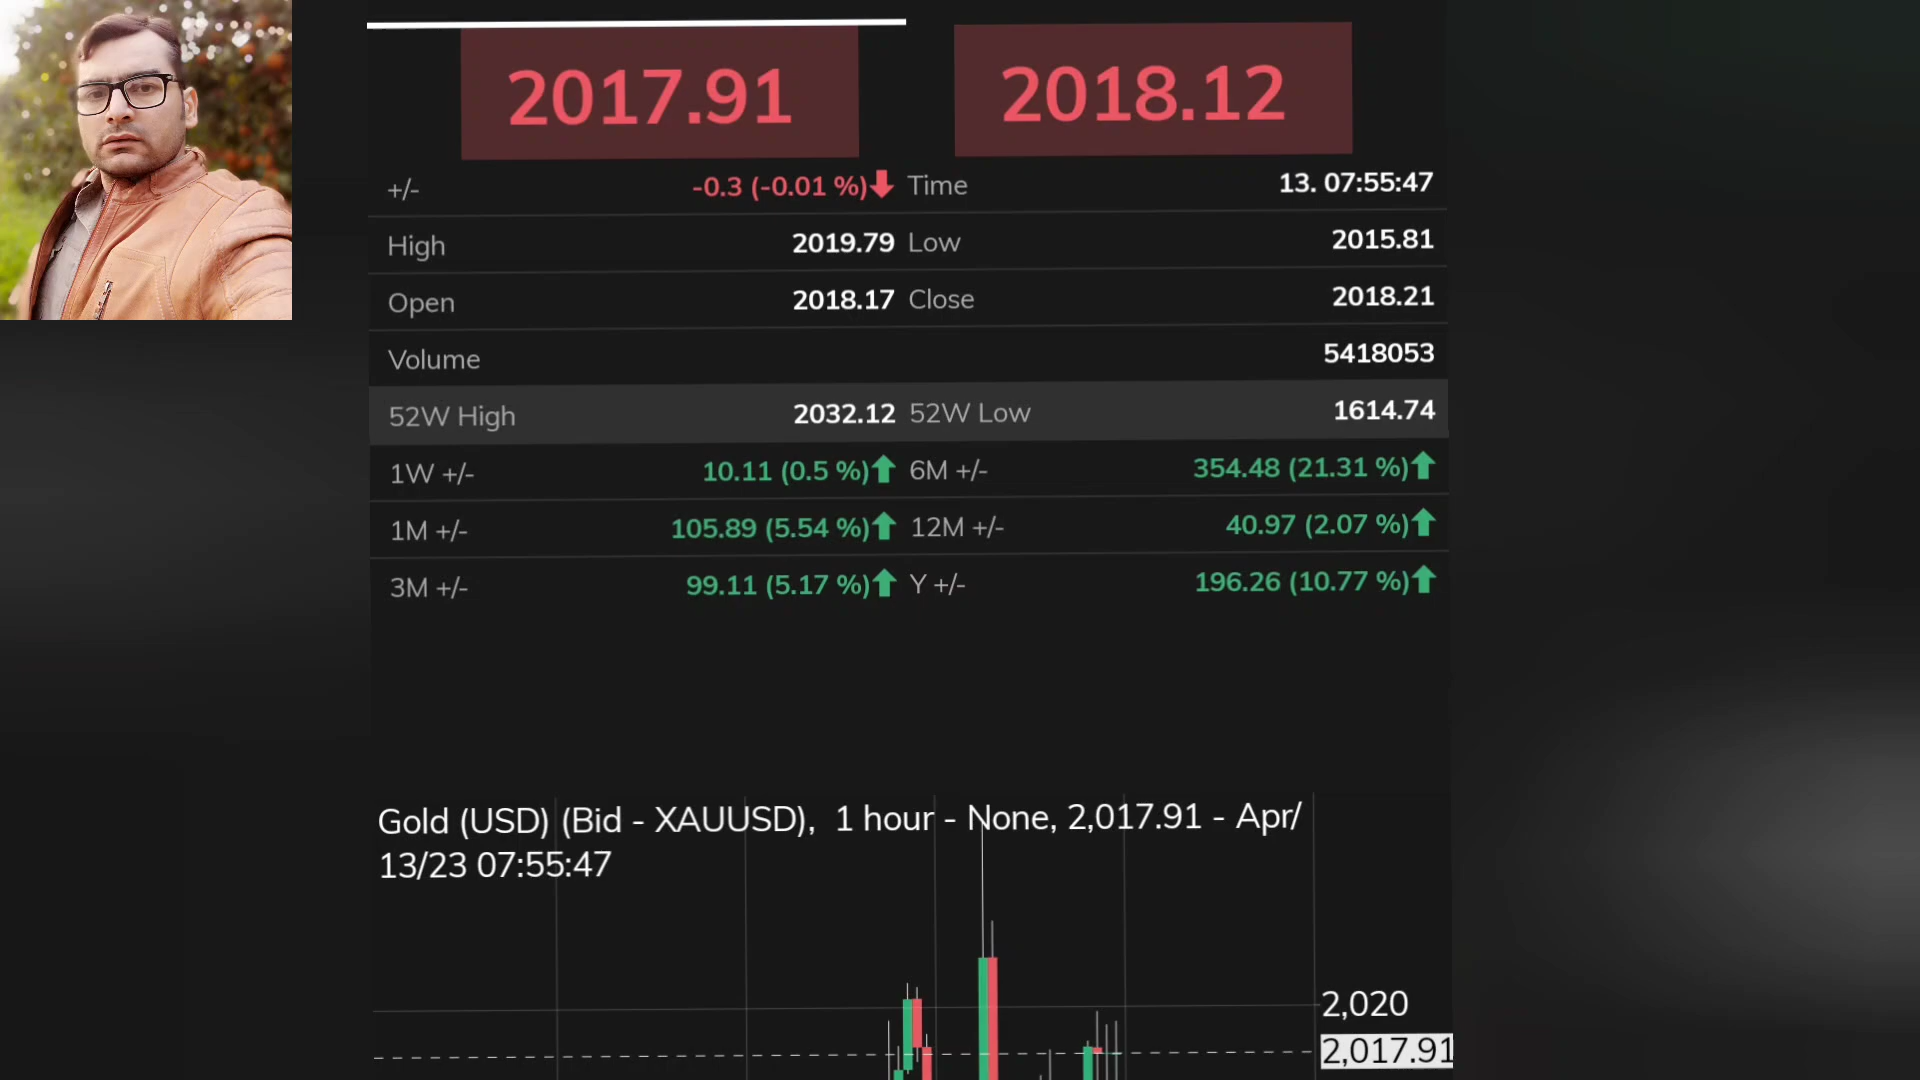 2017.91 2018.12
+/- -0.3 (-0.01 %) Time 13. 07:55:47
High 2019.79 Low 2015.81
Open 2018.17 Close 2018.21
Volume 5418053
52W High 2032.12 52W Low 1614.74
1W +/- 10.11 (0.5 %) 6M +/- 354.48 (21.31 %)
1M +/- 105.89 (5.54 %) 12M +/- 40.97 (2.07 %)
3M +/- 99.11 (5.17 %) Y +/- 196.26 (10.77 %)
Gold (USD) (Bid - XAUUSD), 1 hour - None, 2,017.91 - Apr/
13/23 07:55:47
2,020
2,017.91